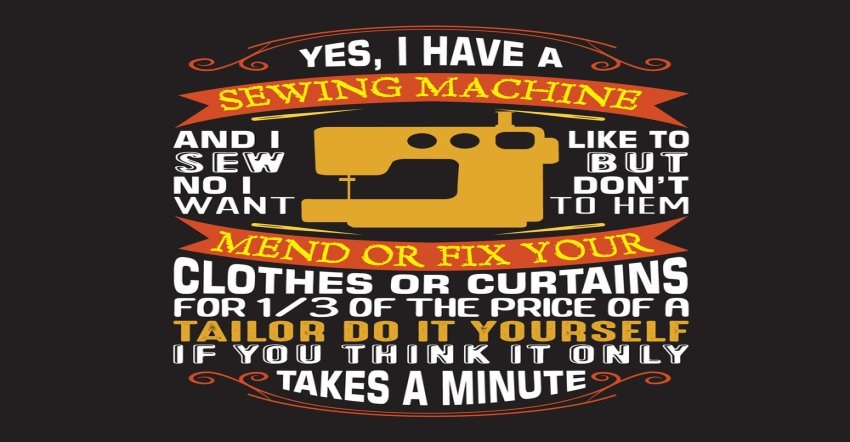 YES, I HAVE A
SEWING MACHINE
AND I LIKE TO
SEW BUT
NO I DON'T
WANT TO HEM
MEND OR FIX YOUR
CLOTHES OR CURTAINS
FOR 1/3 OF THE PRICE OF A
TAILOR DO IT YOURSELF
IF YOU THINK IT ONLY
TAKES A MINUTE